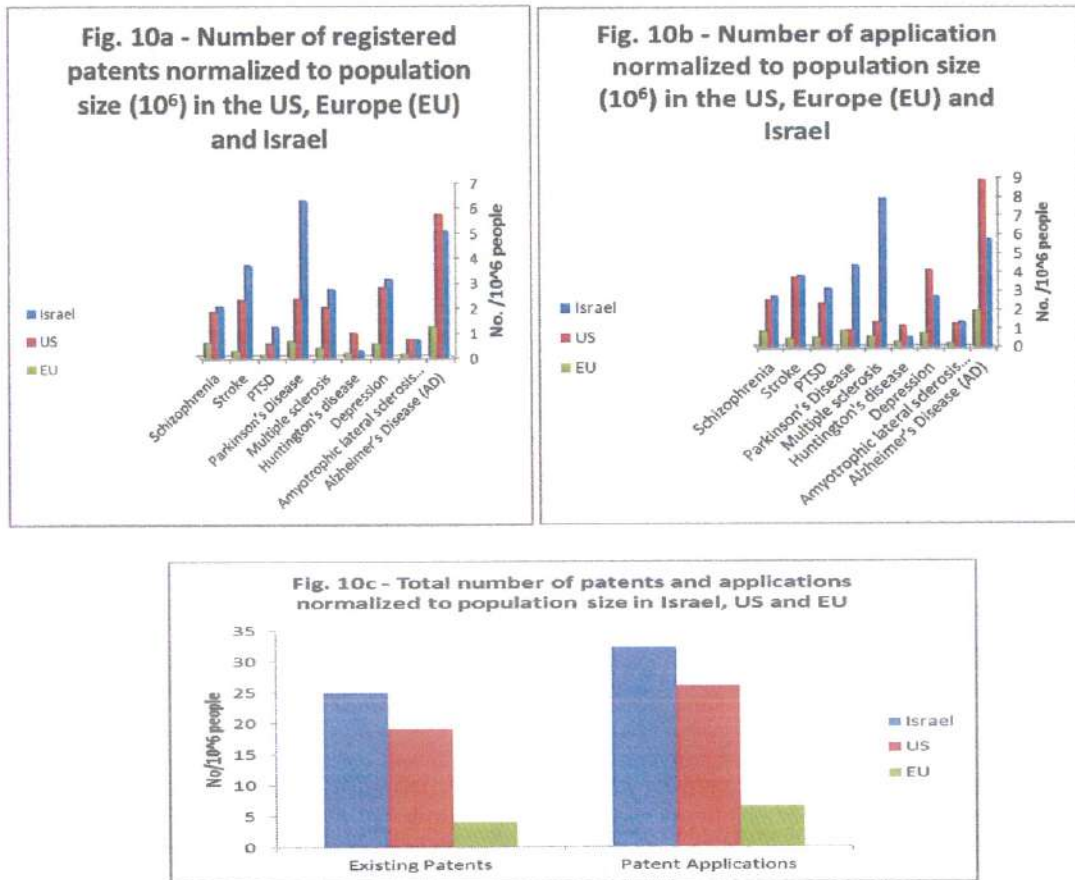 Fig. 10a - Number of registered
patents normalized to population
size (10⁶) in the US, Europe (EU)
and Israel
7
6
5
4
3
2
1
0
No. /10^6 people
Israel
US
EU
Schizophrenia
Stroke
PTSD
Parkinson's Disease
Multiple sclerosis
Huntington's disease
Depression
Amyotrophic lateral sclerosis...
Alzheimer's Disease (AD)
Fig. 10b - Number of application
normalized to population size
(10⁶) in the US, Europe (EU) and
Israel
9
8
7
6
5
4
3
2
1
0
No. /10^6 people
Israel
US
EU
Schizophrenia
Stroke
PTSD
Parkinson's Disease
Multiple sclerosis
Huntington's disease
Depression
Amyotrophic lateral sclerosis...
Alzheimer's Disease (AD)
Fig. 10c - Total number of patents and applications
normalized to population size in Israel, US and EU
35
30
25
20
15
10
5
0
No/10^6 people
Existing Patents
Patent Applications
Israel
US
EU